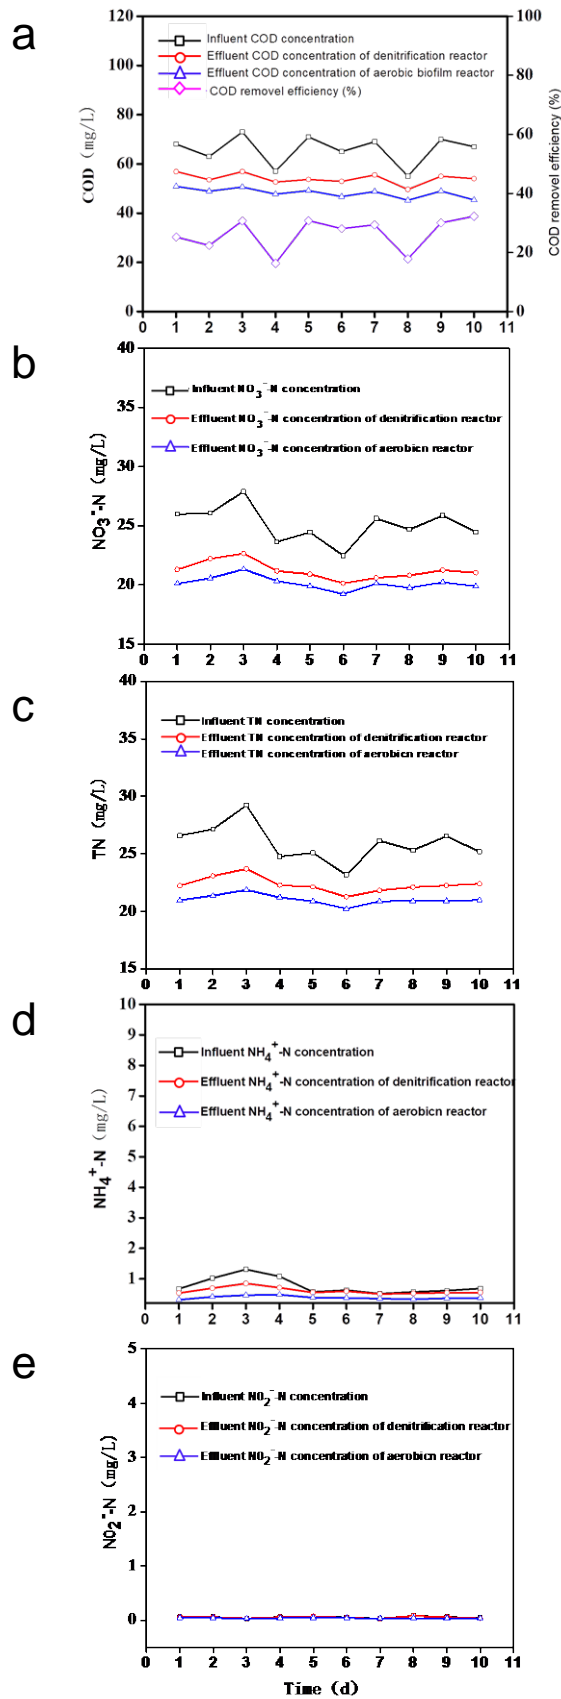 a
120
100
80
60
40
20
0
COD (mg/L)
Influent COD concentration
Effluent COD concentration of denitrification reactor
Effluent COD concentration of aerobic biofilm reactor
COD removel efficiency (%)
100
80
60
40
20
0
COD removel efficiency (%)
0 1 2 3 4 5 6 7 8 9 10 11
b
40
35
30
25
20
15
NO3⁻-N (mg/L)
Influent NO3⁻-N concentration
Effluent NO3⁻-N concentration of denitrification reactor
Effluent NO3⁻-N concentration of aerobicn reactor
0 1 2 3 4 5 6 7 8 9 10 11
c
40
35
30
25
20
15
TN (mg/L)
Influent TN concentration
Effluent TN concentration of denitrification reactor
Effluent TN concentration of aerobicn reactor
0 1 2 3 4 5 6 7 8 9 10 11
d
10
9
8
7
6
5
4
3
2
1
NH4⁺-N (mg/L)
Influent NH4⁺-N concentration
Effluent NH4⁺-N concentration of denitrification reactor
Effluent NH4⁺-N concentration of aerobicn reactor
0 1 2 3 4 5 6 7 8 9 10 11
e
5
4
3
2
1
0
NO2⁻-N (mg/L)
Influent NO2⁻-N concentration
Effluent NO2⁻-N concentration of denitrification reactor
Effluent NO2⁻-N concentration of aerobicn reactor
0 1 2 3 4 5 6 7 8 9 10 11
Time (d)